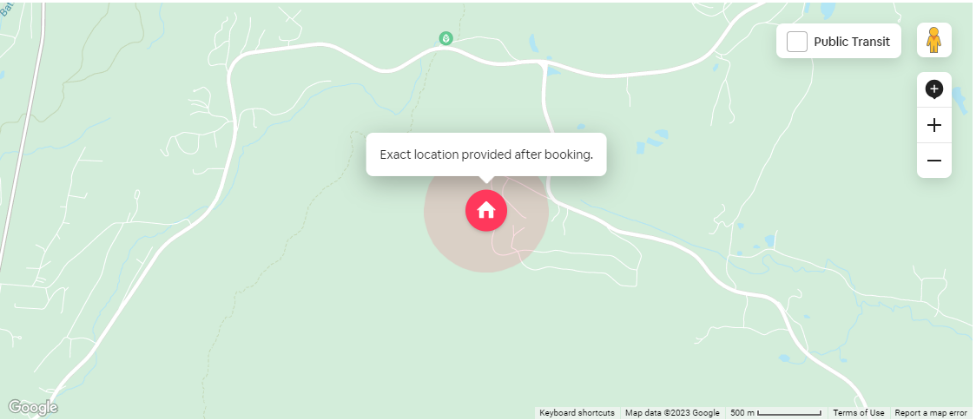 Bat
Public Transit
Exact location provided after booking.
Google
Keyboard shortcuts
Map data ©2023 Google
500 m
Terms of Use
Report a map error